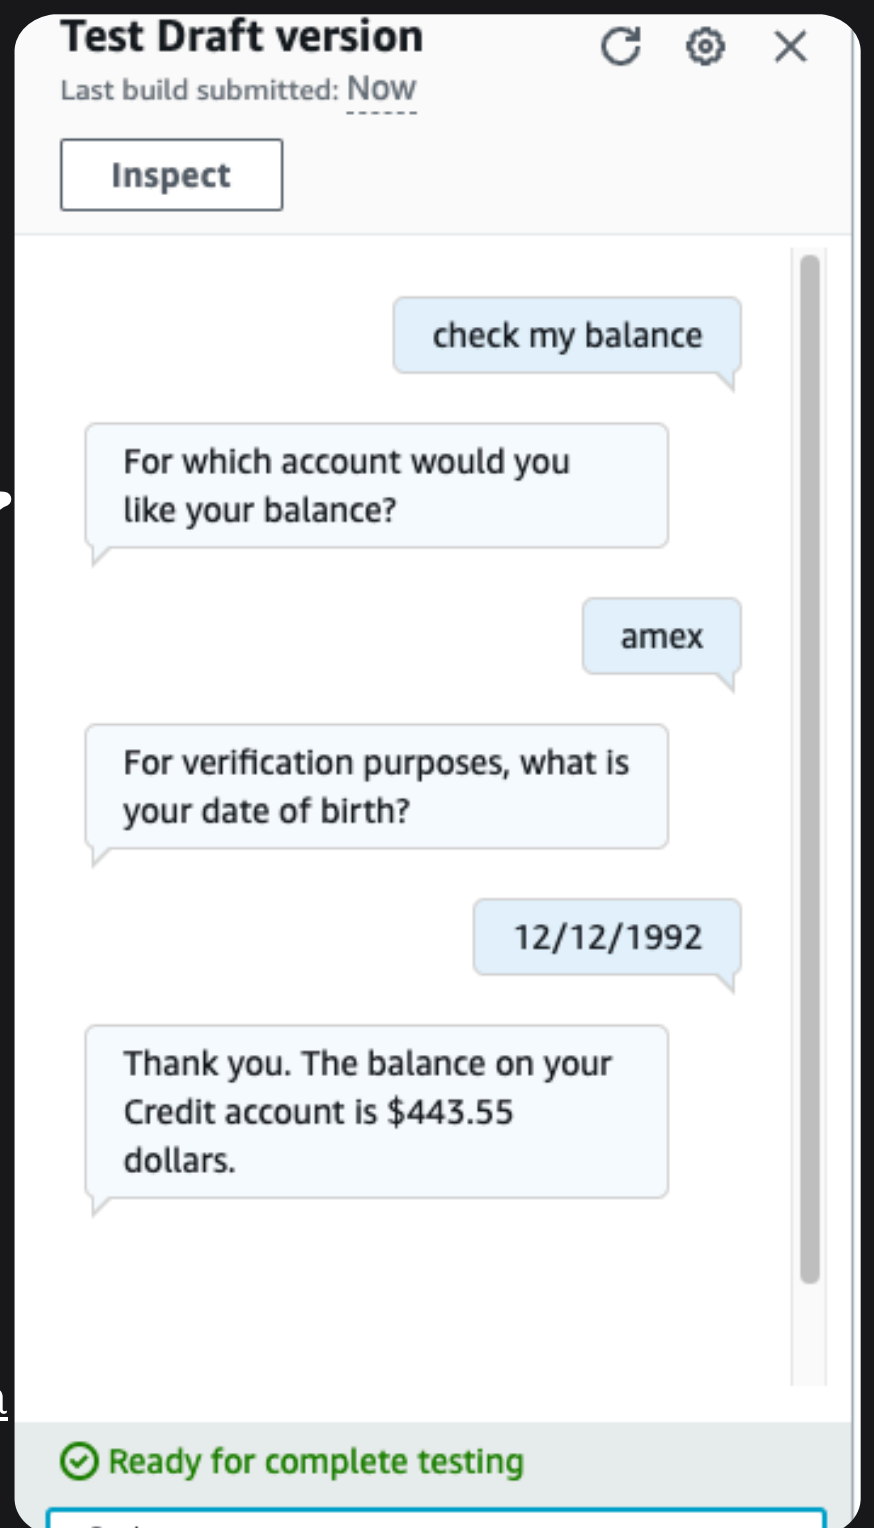 Test Draft version
Last build submitted: Now
Inspect
check my balance
For which account would you
like your balance?
amex
For verification purposes, what is
your date of birth?
12/12/1992
Thank you. The balance on your
Credit account is $443.55
dollars.
Ready for complete testing